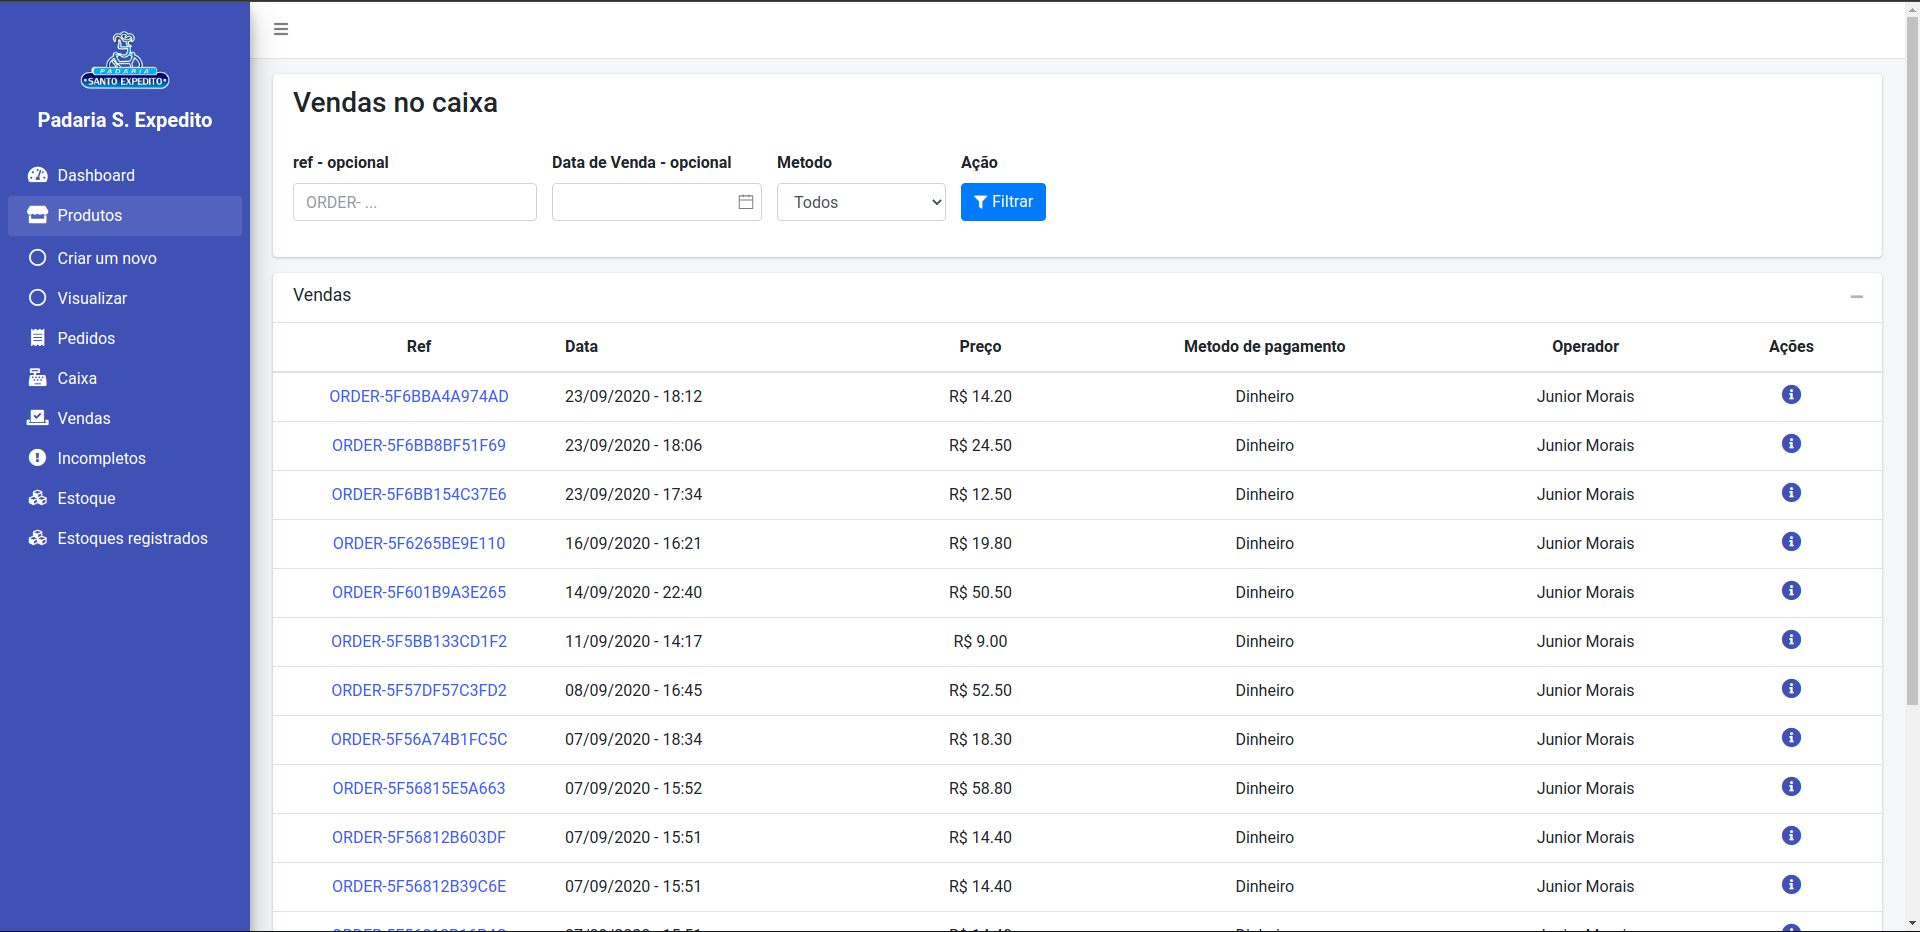 PADARIA
SANTO EXPEDITO
Padaria S. Expedito
Dashboard
Produtos
Criar um novo
Visualizar
Pedidos
Caixa
Vendas
Incompletos
Estoque
Estoques registrados
Vendas no caixa
ref - opcional Data de Venda - opcional Metodo Ação
ORDER- ... Todos Filtrar
Vendas
Ref Data Preço Metodo de pagamento Operador Ações
ORDER-5F6BBA4A974AD 23/09/2020 - 18:12 R$ 14.20 Dinheiro Junior Morais
ORDER-5F6BB8BF51F69 23/09/2020 - 18:06 R$ 24.50 Dinheiro Junior Morais
ORDER-5F6BB154C37E6 23/09/2020 - 17:34 R$ 12.50 Dinheiro Junior Morais
ORDER-5F6265BE9E110 16/09/2020 - 16:21 R$ 19.80 Dinheiro Junior Morais
ORDER-5F601B9A3E265 14/09/2020 - 22:40 R$ 50.50 Dinheiro Junior Morais
ORDER-5F5BB133CD1F2 11/09/2020 - 14:17 R$ 9.00 Dinheiro Junior Morais
ORDER-5F57DF57C3FD2 08/09/2020 - 16:45 R$ 52.50 Dinheiro Junior Morais
ORDER-5F56A74B1FC5C 07/09/2020 - 18:34 R$ 18.30 Dinheiro Junior Morais
ORDER-5F56815E5A663 07/09/2020 - 15:52 R$ 58.80 Dinheiro Junior Morais
ORDER-5F56812B603DF 07/09/2020 - 15:51 R$ 14.40 Dinheiro Junior Morais
ORDER-5F56812B39C6E 07/09/2020 - 15:51 R$ 14.40 Dinheiro Junior Morais